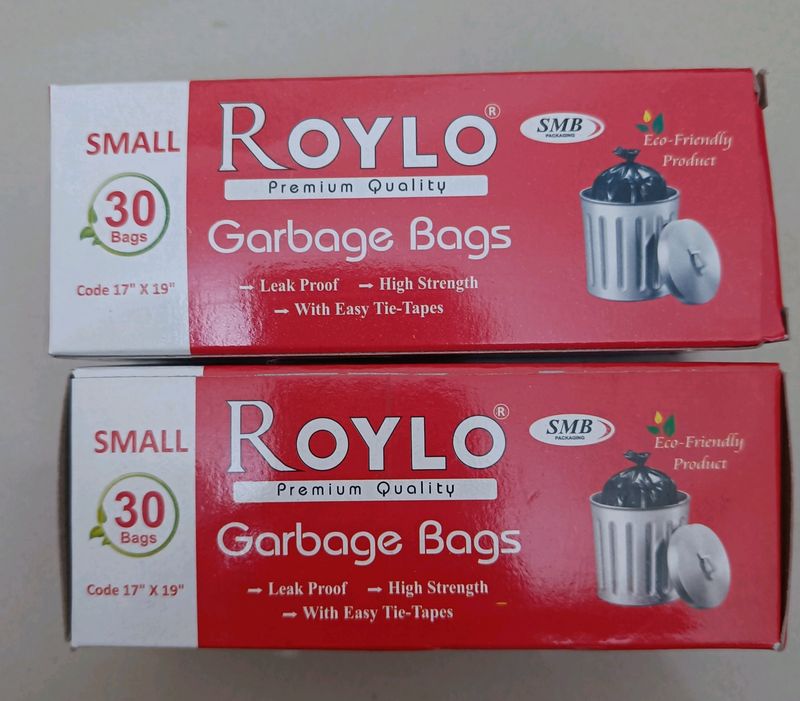 SMALL
30
Bags
Code 17" X 19"
ROYLO®
Premium Quality
Garbage Bags
→ Leak Proof → High Strength
→ With Easy Tie-Tapes
SMB
PACKAGING
Eco-Friendly
Product
SMALL
30
Bags
Code 17" X 19"
ROYLO®
Premium Quality
Garbage Bags
→ Leak Proof → High Strength
→ With Easy Tie-Tapes
SMB
PACKAGING
Eco-Friendly
Product